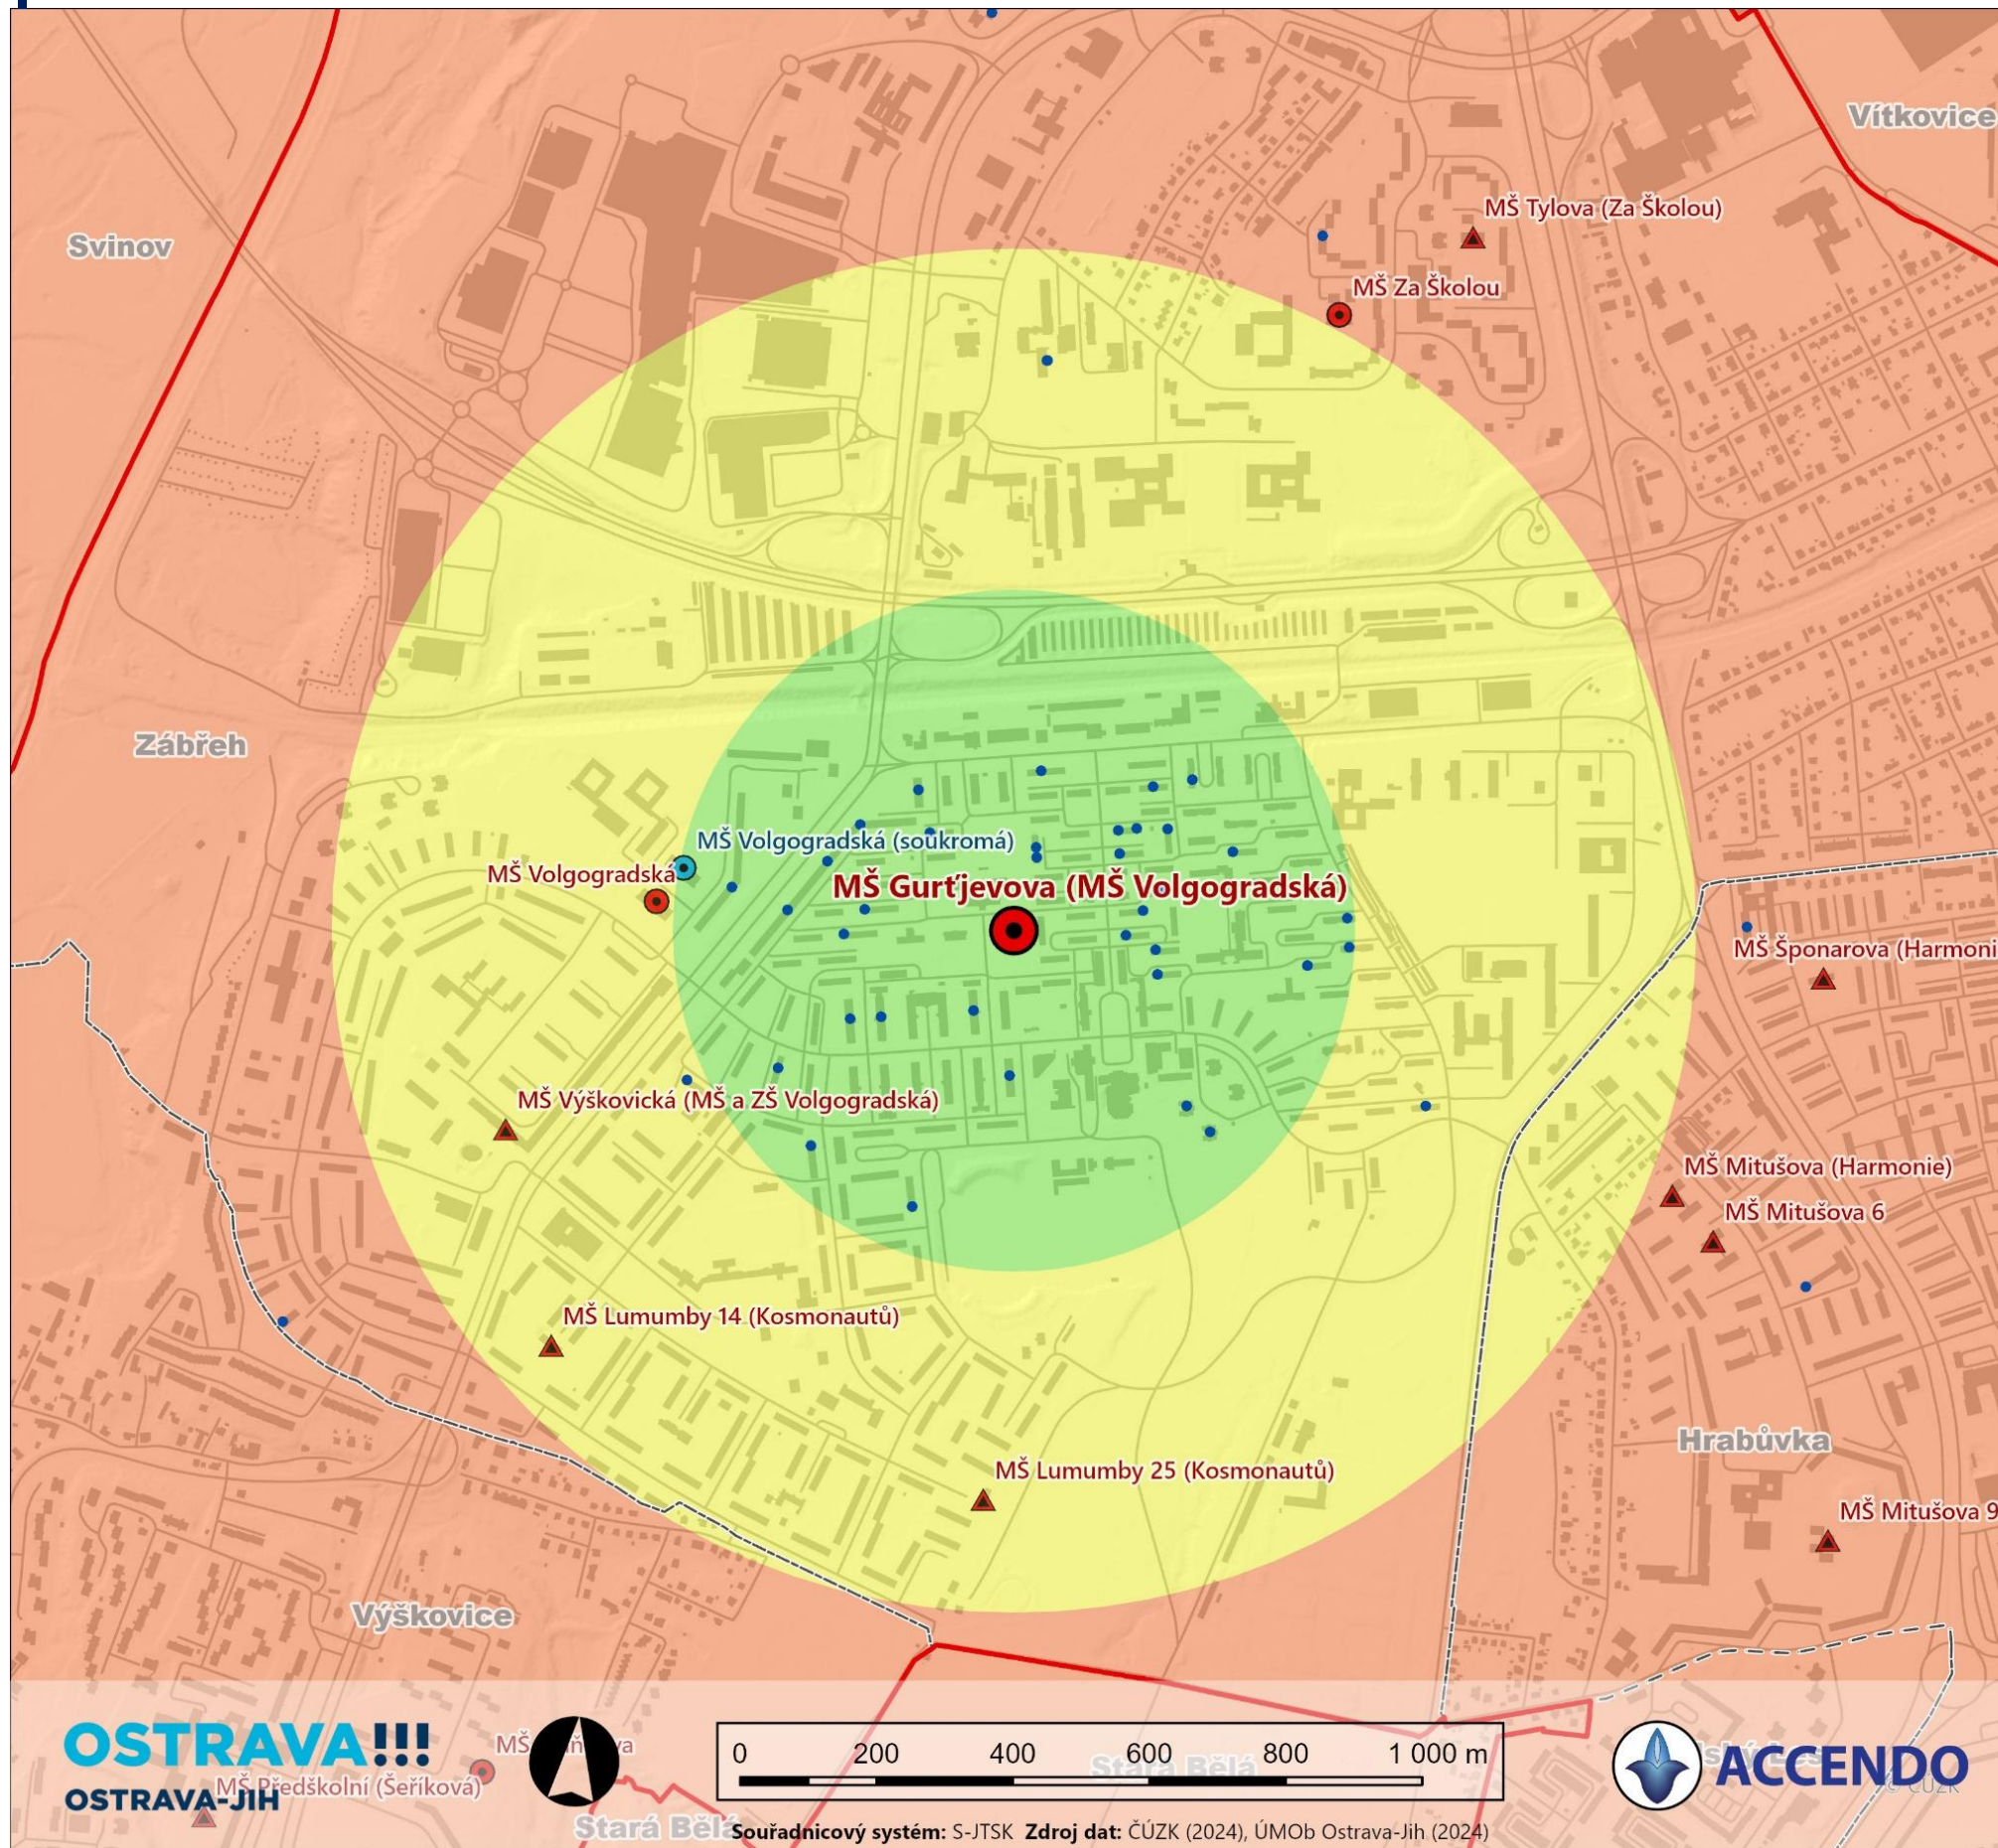 Vítkovice
MŠ Tylova (Za Školou)
Svinov
MŠ Za Školou
Zábřeh
MŠ Volgogradská (soukromá)
MŠ Volgogradská
MŠ Gurťjevova (MŠ Volgogradská)
MŠ Šponarova (Harmoni
MŠ Výškovická (MŠ a ZŠ Volgogradská)
MŠ Mitušova (Harmonie)
MŠ Mitušova 6
MŠ Lumumby 14 (Kosmonautů)
Hrabůvka
MŠ Lumumby 25 (Kosmonautů)
MŠ Mitušova 9
Výškovice
OSTRAVA!!!
OSTRAVA-JIH
MŠ
MŠ Předškolní (Šeříková)
0 200 400 600 800 1 000 m
Stará Bělá
ACCENDO
© ČÚZK
Stará Bělá
Souřadnicový systém: S-JTSK Zdroj dat: ČÚZK (2024), ÚMOb Ostrava-Jih (2024)